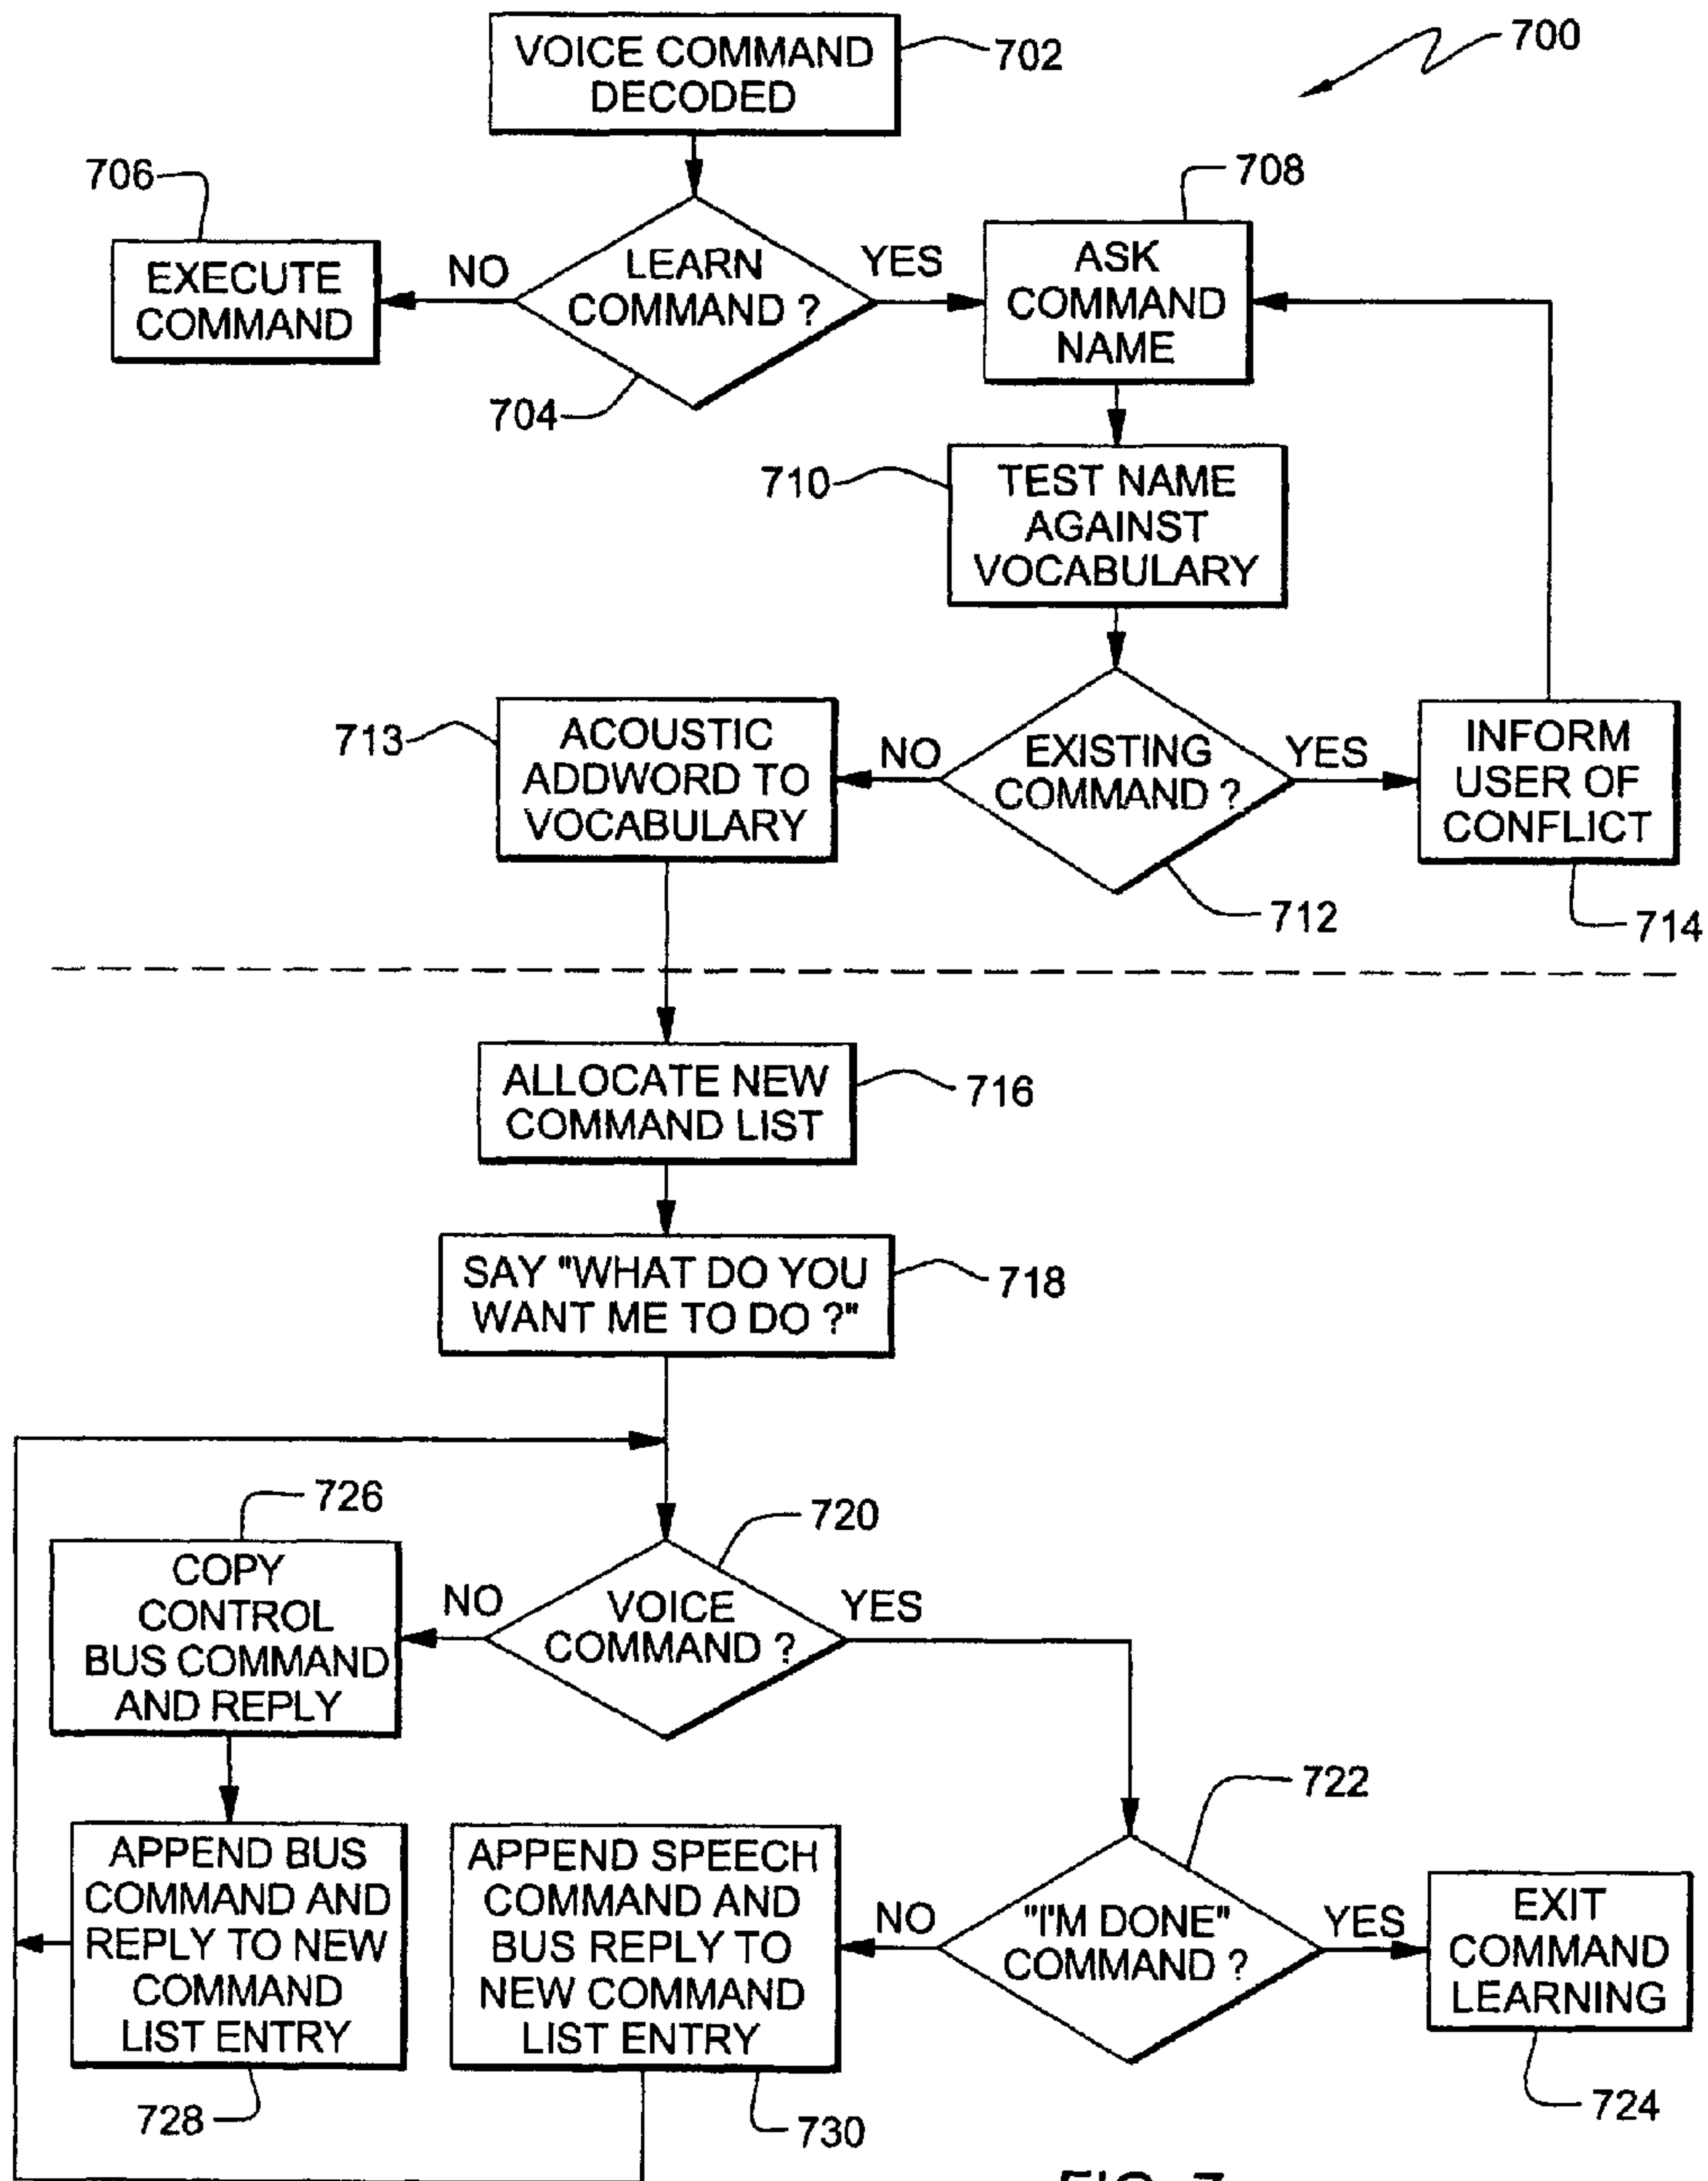 VOICE COMMAND
DECODED
702
700
706
EXECUTE
COMMAND
NO
LEARN
COMMAND ?
YES
704
708
ASK
COMMAND
NAME
710
TEST NAME
AGAINST
VOCABULARY
713
ACOUSTIC
ADDWORD TO
VOCABULARY
NO
EXISTING
COMMAND ?
YES
712
INFORM
USER OF
CONFLICT
714
ALLOCATE NEW
COMMAND LIST
716
SAY "WHAT DO YOU
WANT ME TO DO ?"
718
726
COPY
CONTROL
BUS COMMAND
AND REPLY
NO
VOICE
COMMAND ?
YES
720
722
APPEND BUS
COMMAND AND
REPLY TO NEW
COMMAND
LIST ENTRY
728
APPEND SPEECH
COMMAND AND
BUS REPLY TO
NEW COMMAND
LIST ENTRY
730
NO
"I'M DONE"
COMMAND ?
YES
EXIT
COMMAND
LEARNING
724
FIG. 7